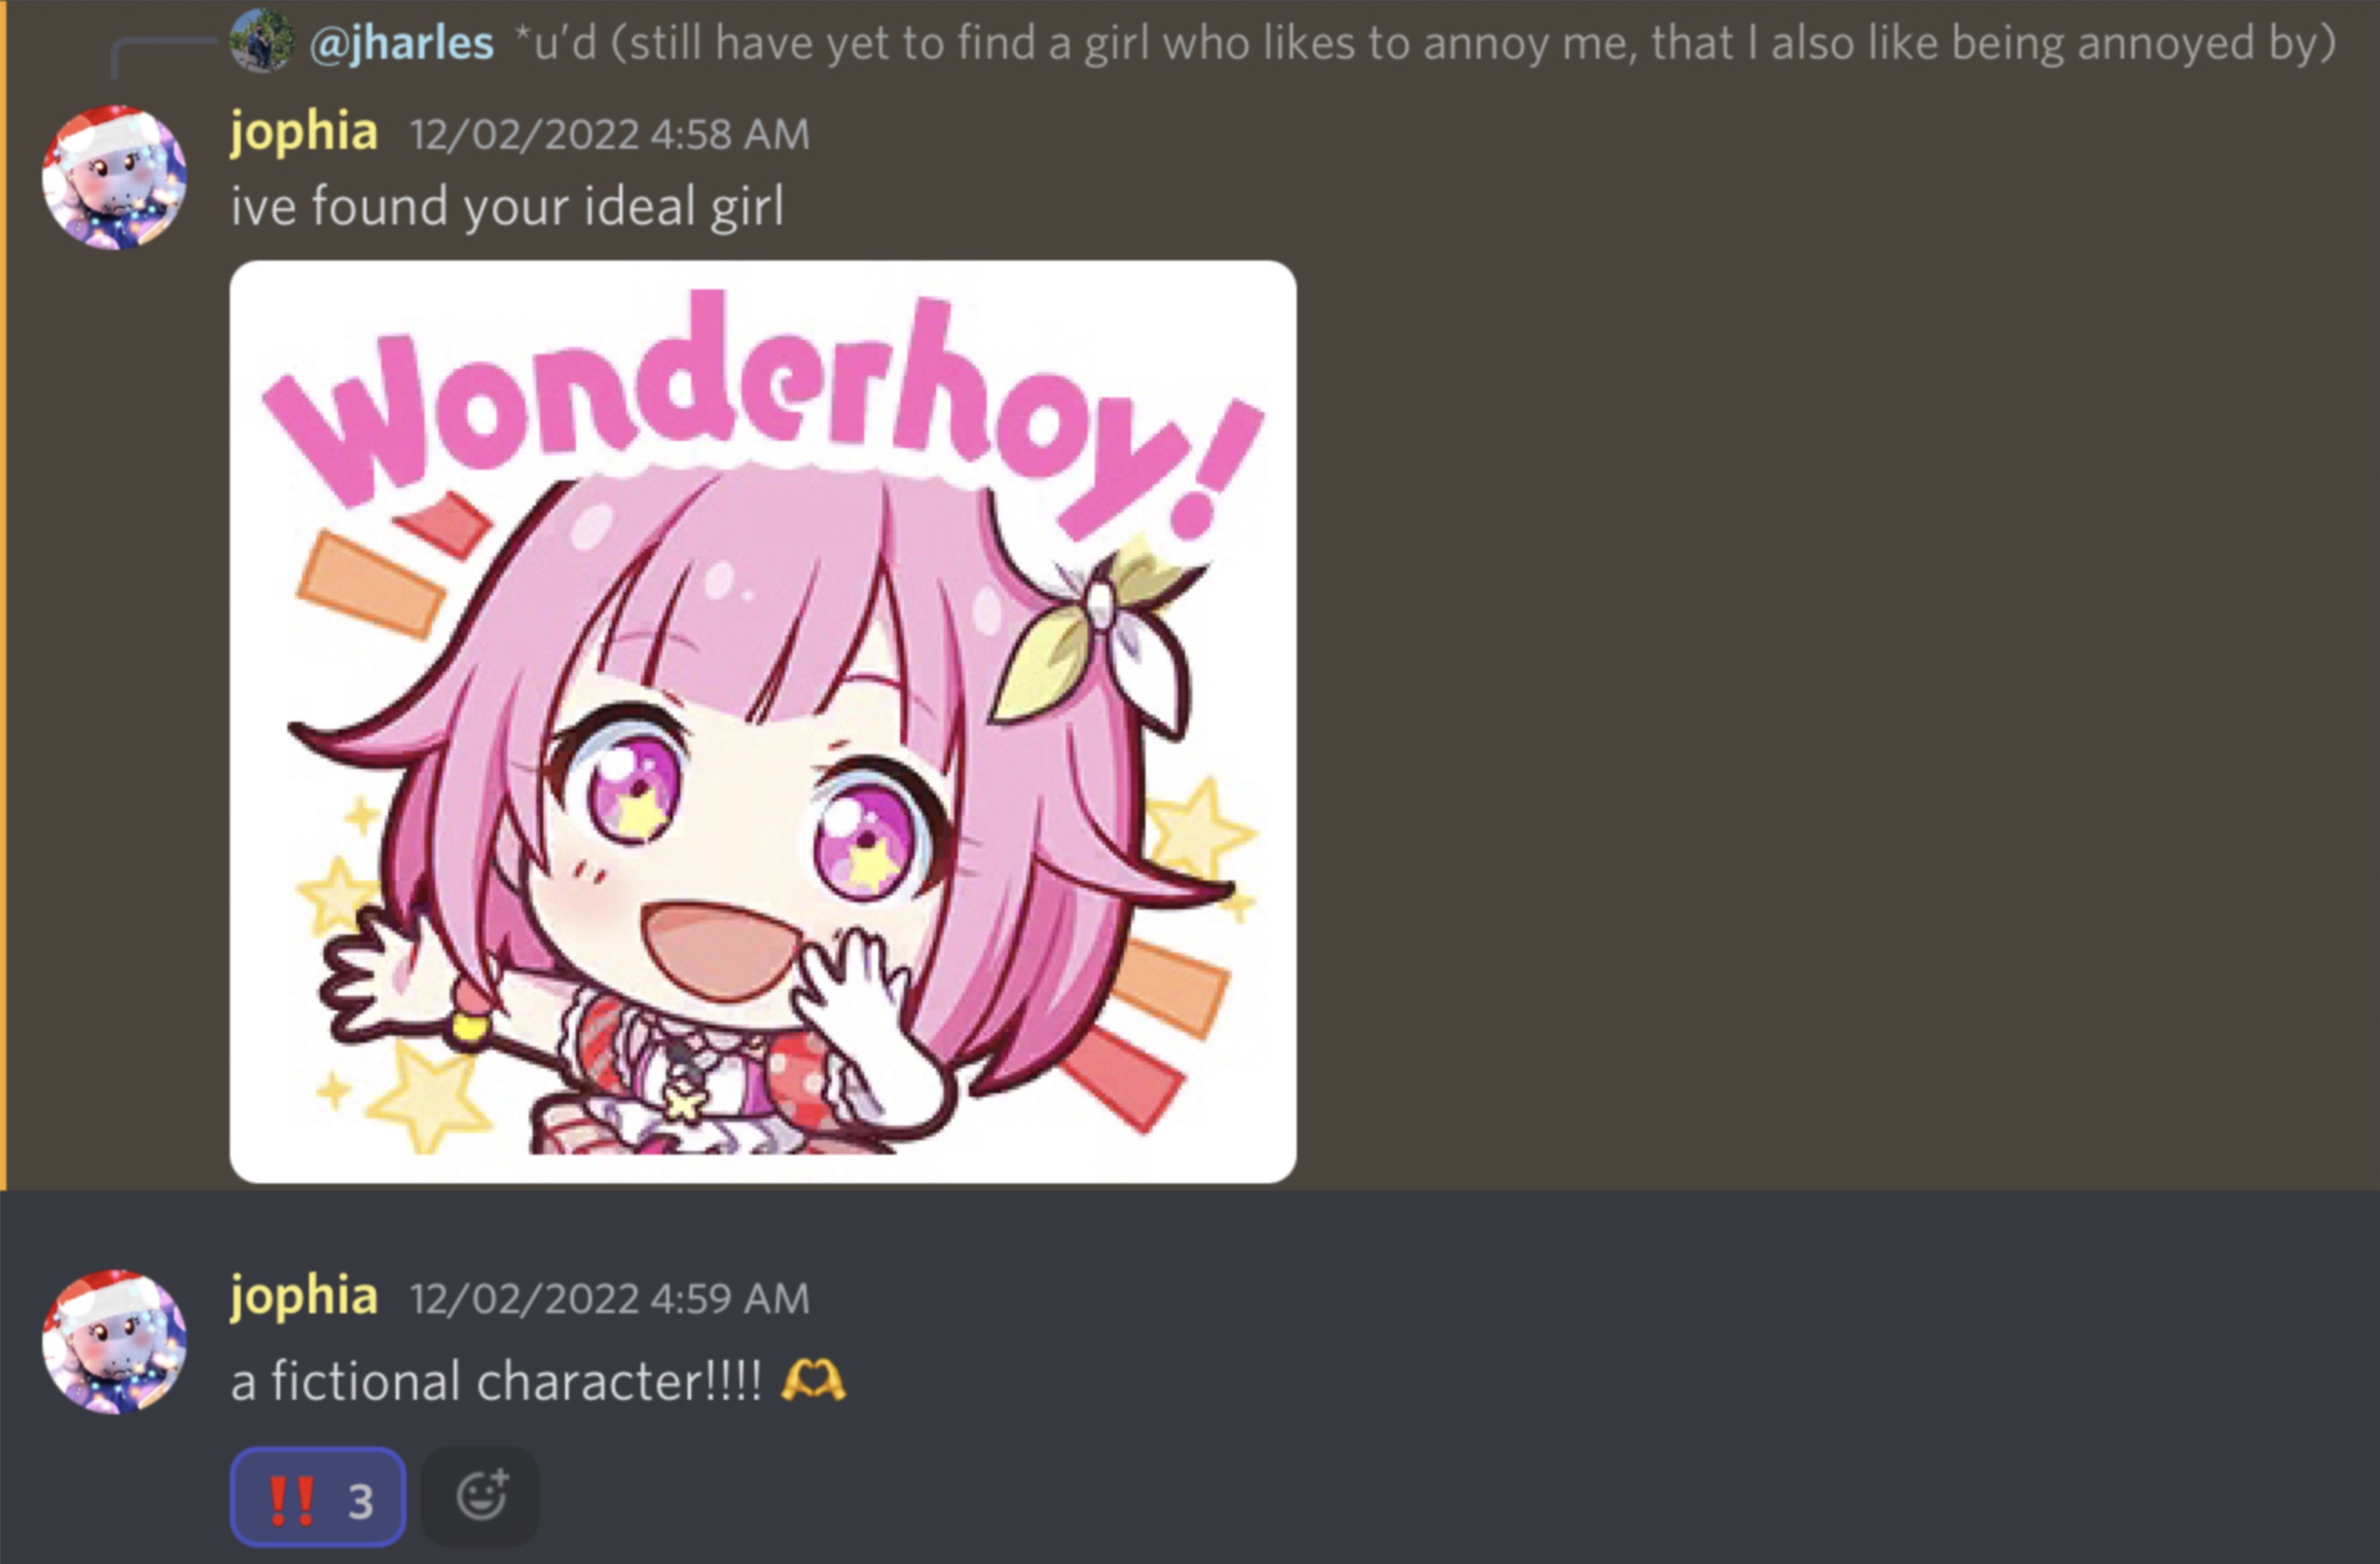 @jharles *u'd (still have yet to find a girl who likes to annoy me, that I also like being annoyed by)
jophia 12/02/2022 4:58 AM
ive found your ideal girl
Wonderhoy!
jophia 12/02/2022 4:59 AM
a fictional character!!!! 🫶
‼️ 3